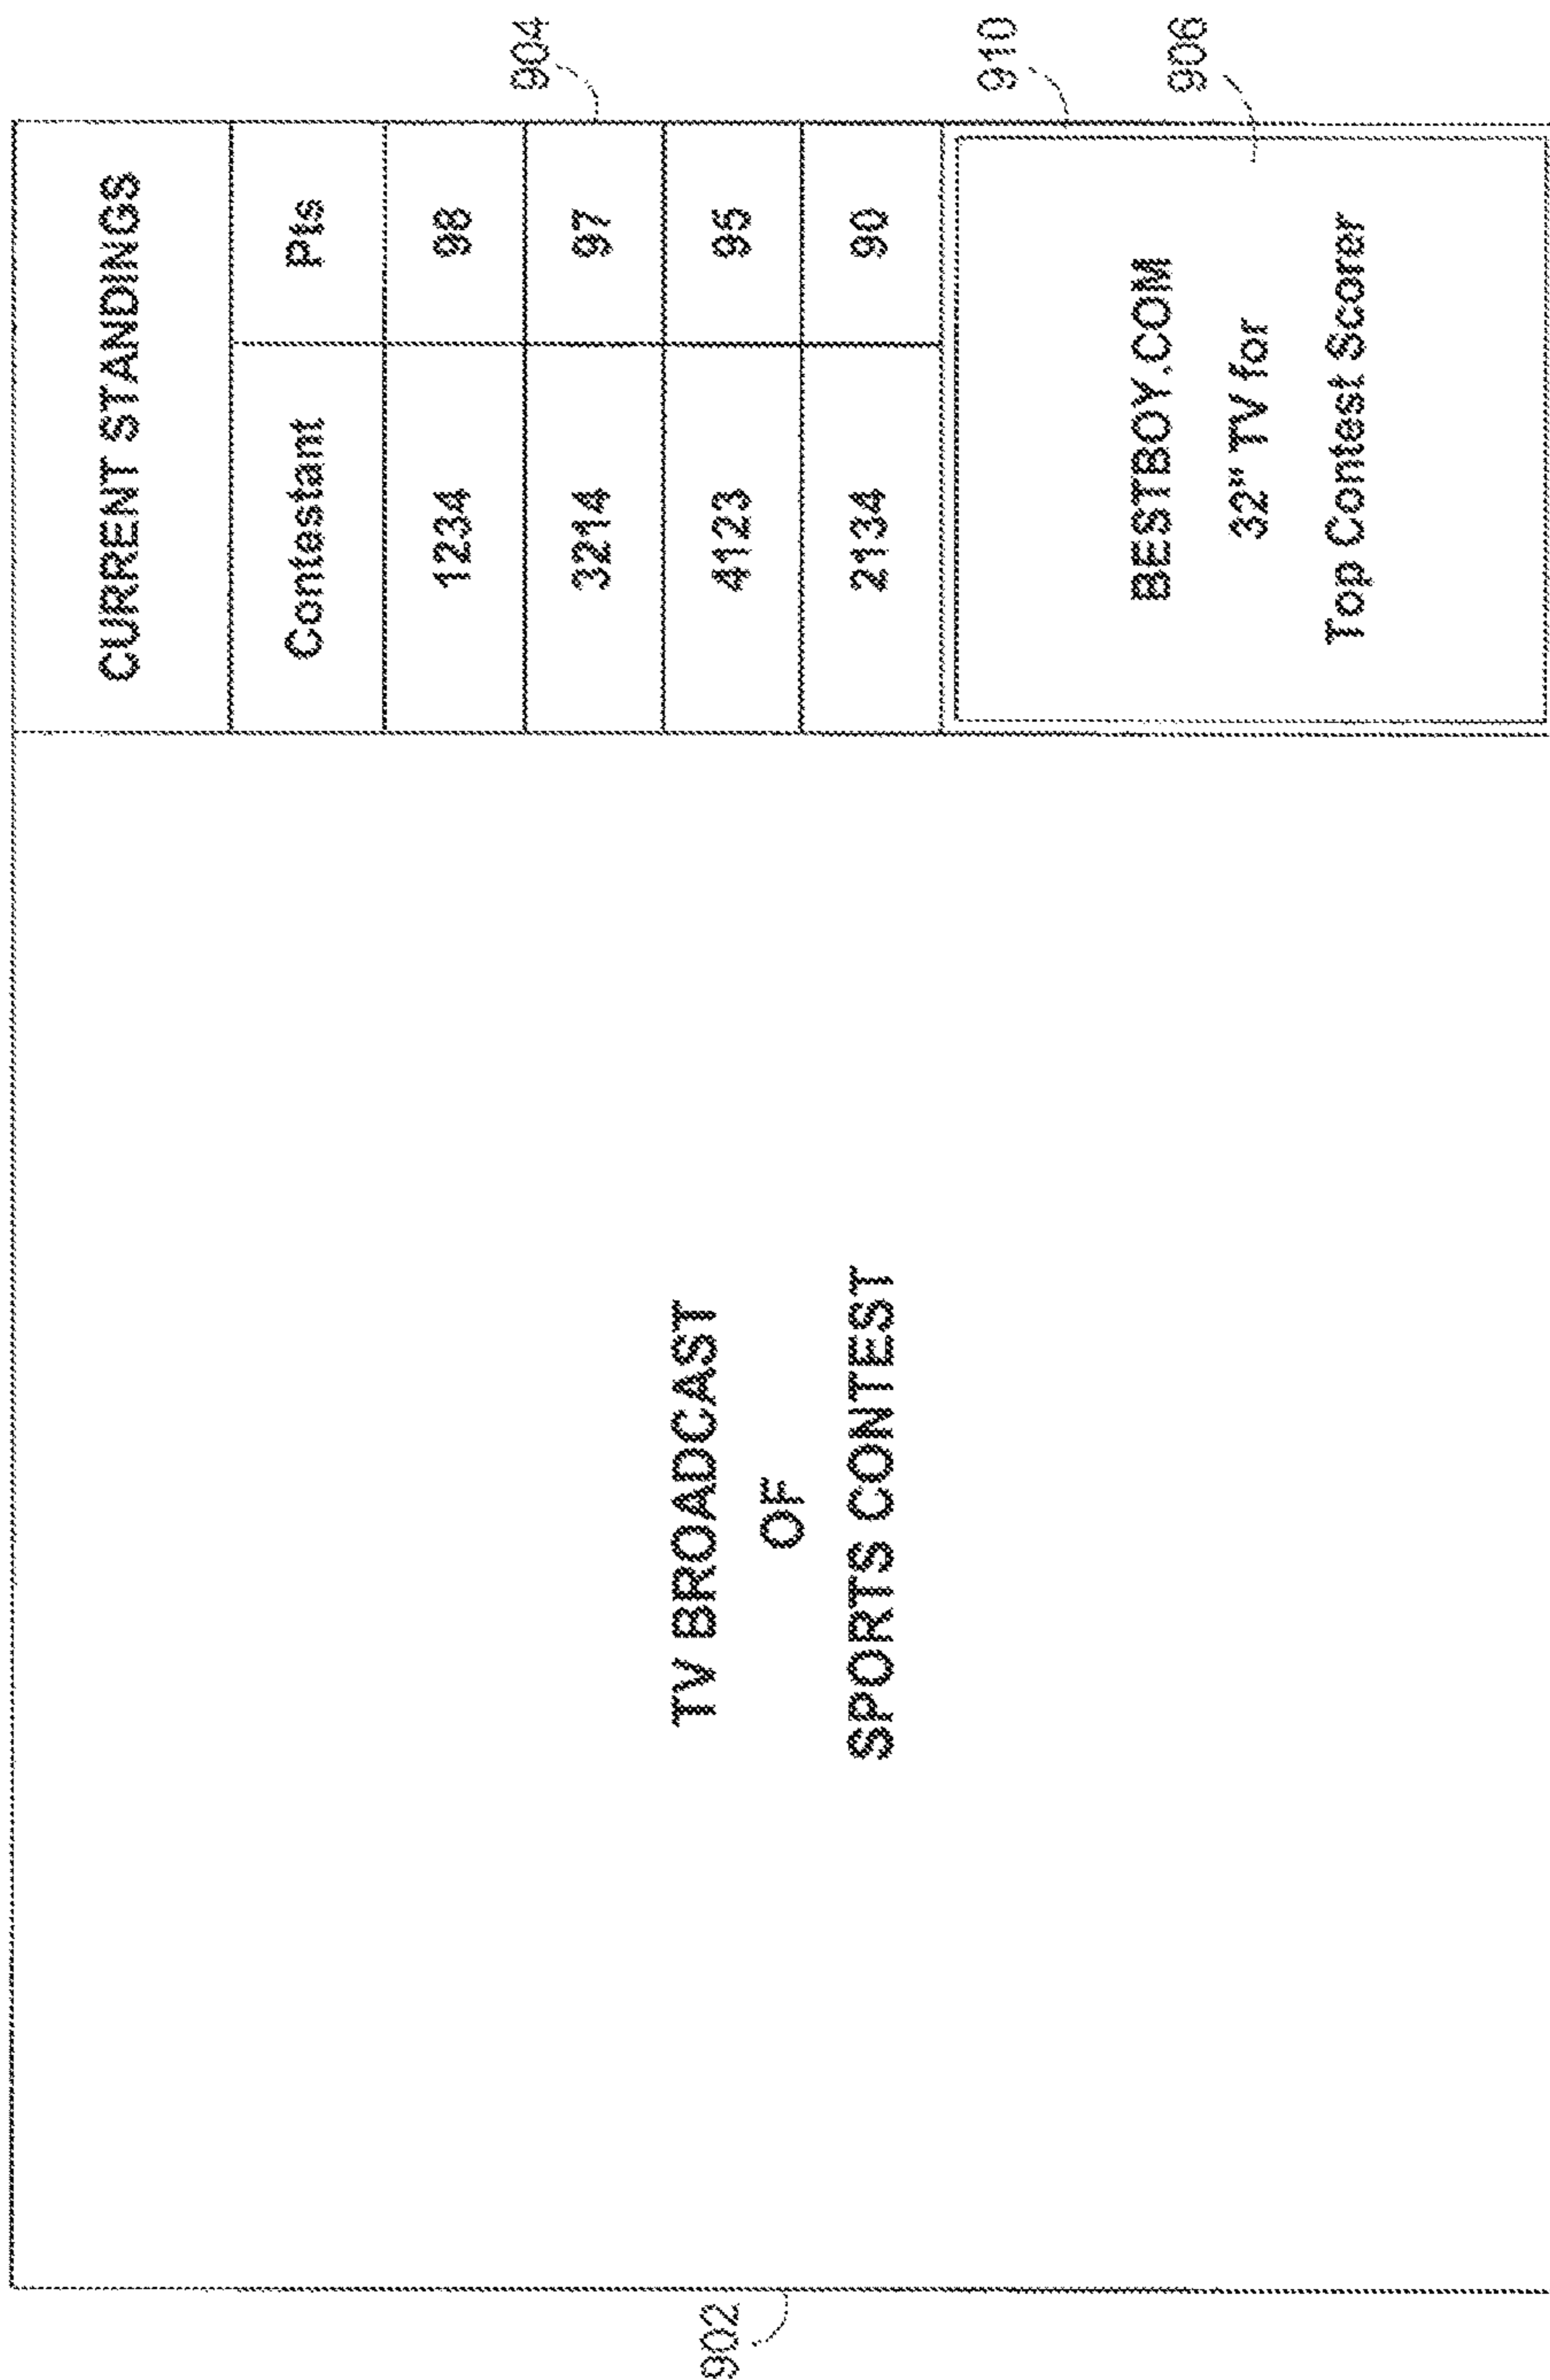 902
TV BROADCAST
OF
SPORTS CONTEST
CURRENT STANDINGS
Contestant Pts
1234 98
3214 97
4123 95
2134 90
904
910
BESTBOY.COM
32" TV for
Top Contest Scorer
906